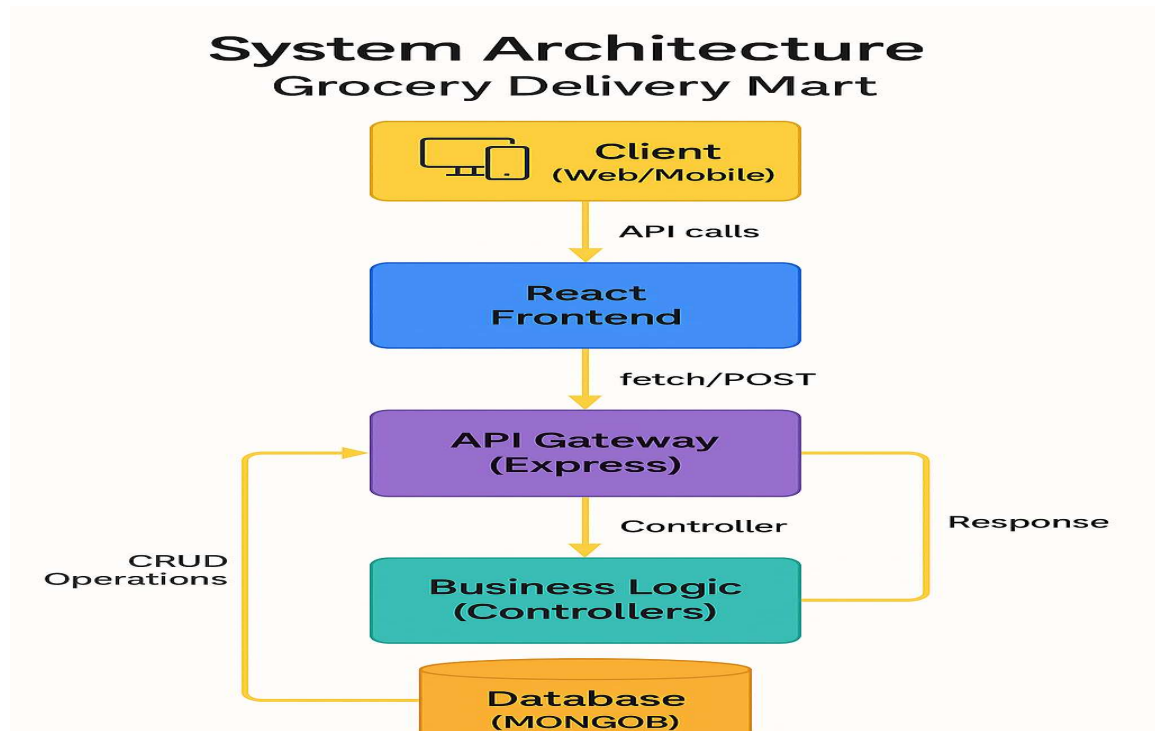 System Architecture
Grocery Delivery Mart
Client
(Web/Mobile)
API calls
React
Frontend
fetch/POST
API Gateway
(Express)
Controller
Response
CRUD
Operations
Business Logic
(Controllers)
Database
(MONGOB)